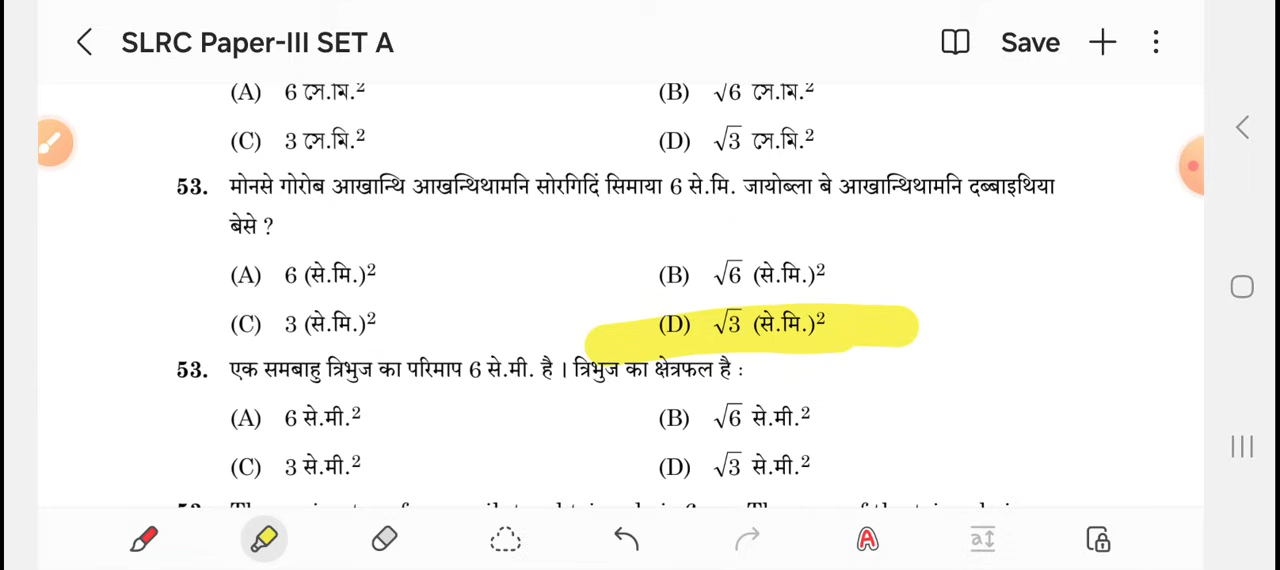 SLRC Paper-III SET A
Save
(A) 6 সে.মি.² (B) √6 সে.মি.²
(C) 3 সে.মি.² (D) √3 সে.মি.²
53. मोनसे गोरोब आखान्थि आखन्थिथामनि सोरगिदिं सिमाया 6 से.मि. जायोब्ला बे आखान्थिथामनि दब्बाइथिया
बेसे ?
(A) 6 (से.मि.)² (B) √6 (से.मि.)²
(C) 3 (से.मि.)² (D) √3 (से.मि.)²
53. एक समबाहु त्रिभुज का परिमाप 6 से.मी. है । त्रिभुज का क्षेत्रफल है :
(A) 6 से.मी.² (B) √6 से.मी.²
(C) 3 से.मी.² (D) √3 से.मी.²